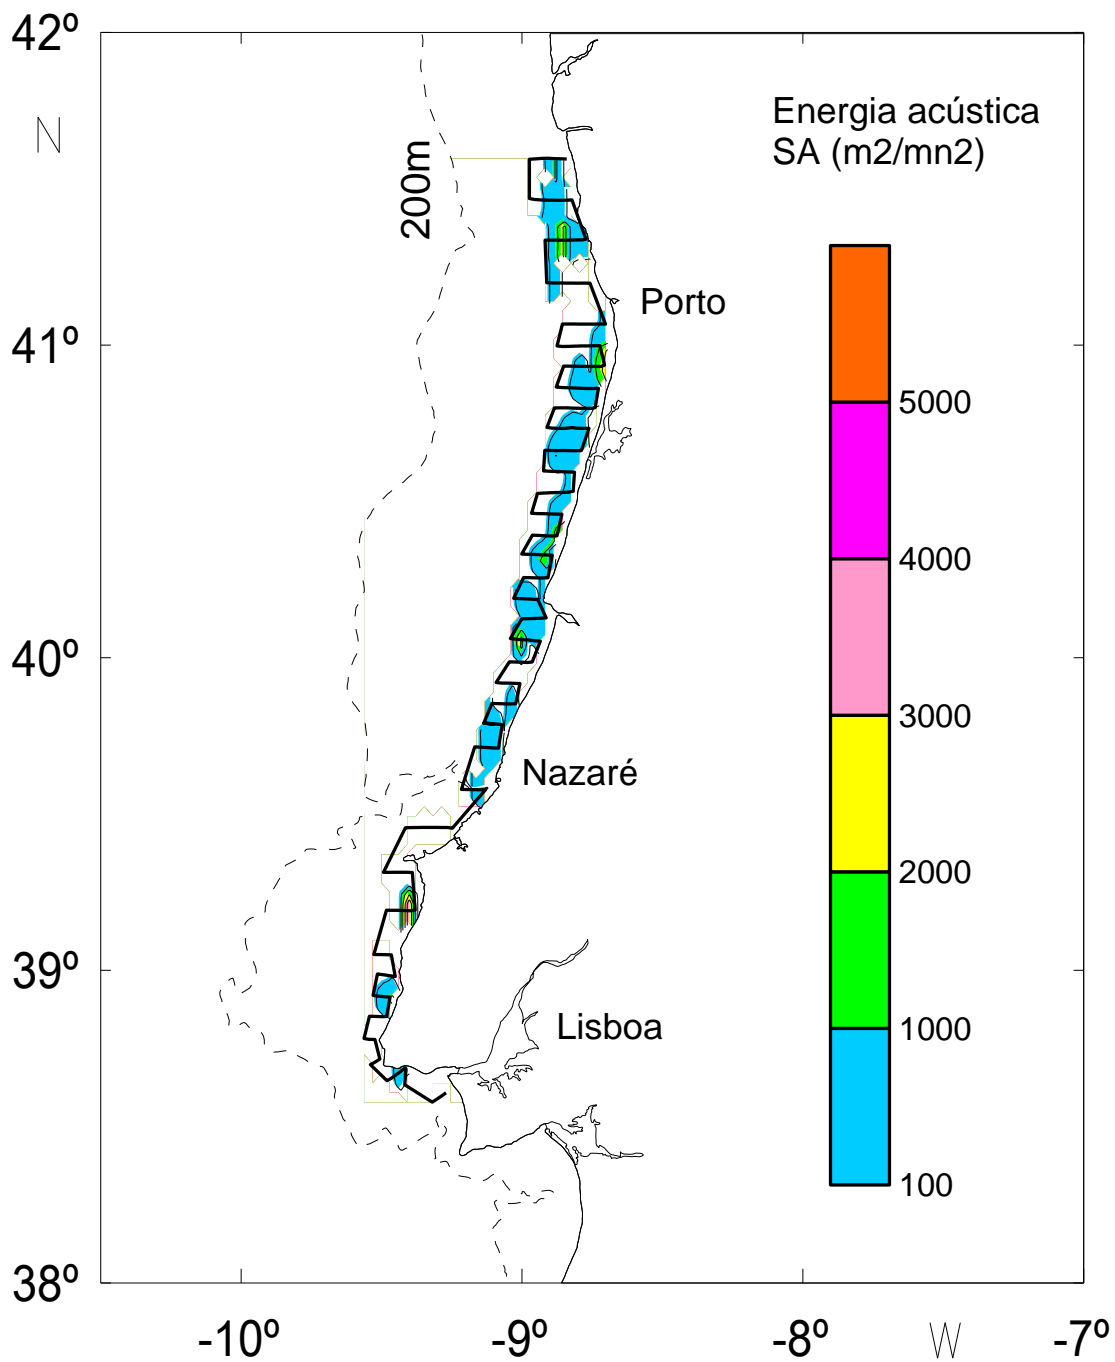 42º
N
Energia acústica
SA (m2/mn2)
200m
Porto
41º
5000
4000
40º
3000
Nazaré
2000
39º
Lisboa
1000
100
38º
-10º
-9º
-8º
W
-7º